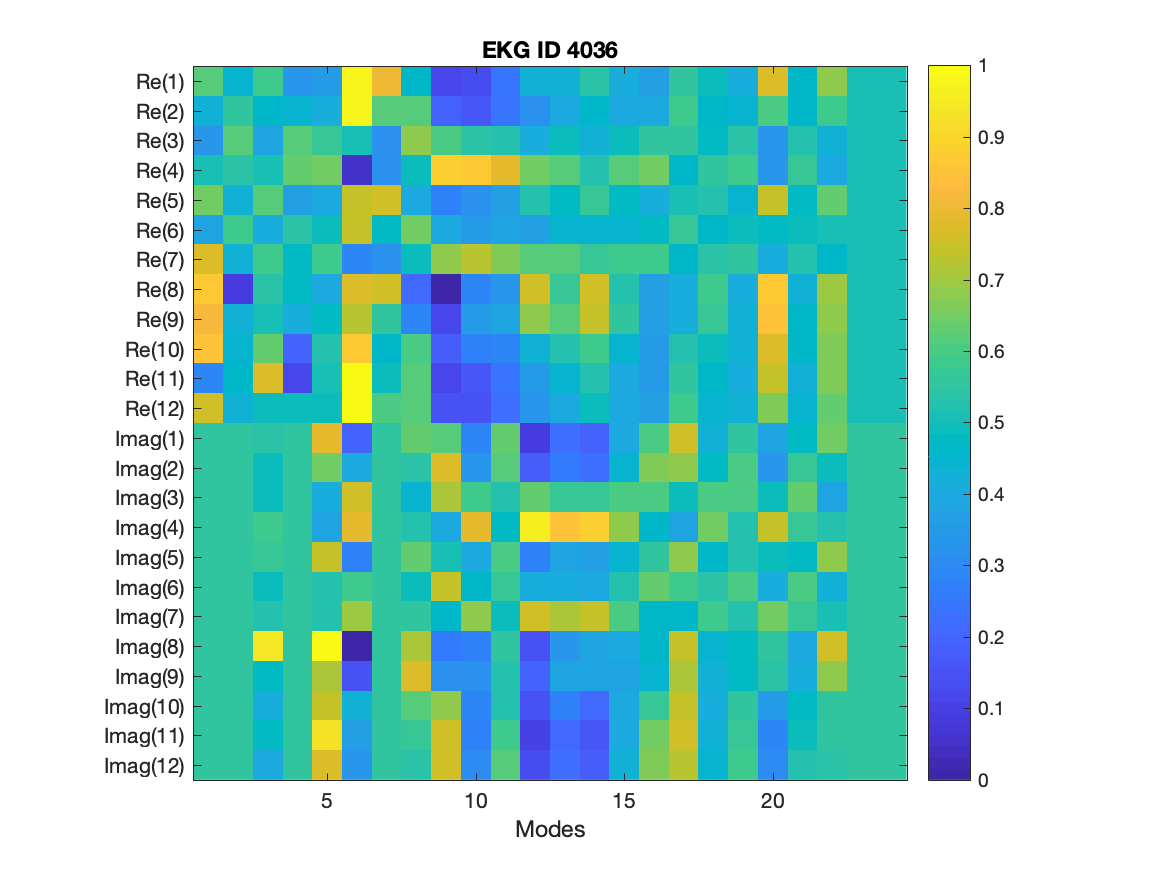 EKG ID 4036
Re(1)
Re(2)
Re(3)
Re(4)
Re(5)
Re(6)
Re(7)
Re(8)
Re(9)
Re(10)
Re(11)
Re(12)
Imag(1)
Imag(2)
Imag(3)
Imag(4)
Imag(5)
Imag(6)
Imag(7)
Imag(8)
Imag(9)
Imag(10)
Imag(11)
Imag(12)
5 10 15 20
Modes
1
0.9
0.8
0.7
0.6
0.5
0.4
0.3
0.2
0.1
0